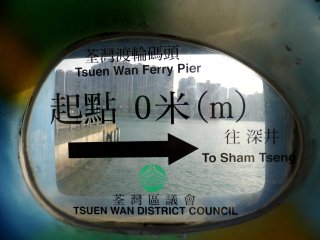 荃灣渡輪碼頭
Tsuen Wan Ferry Pier
起點 0米(m)
往 深井
To Sham Tseng
荃灣區議會
TSUEN WAN DISTRICT COUNCIL